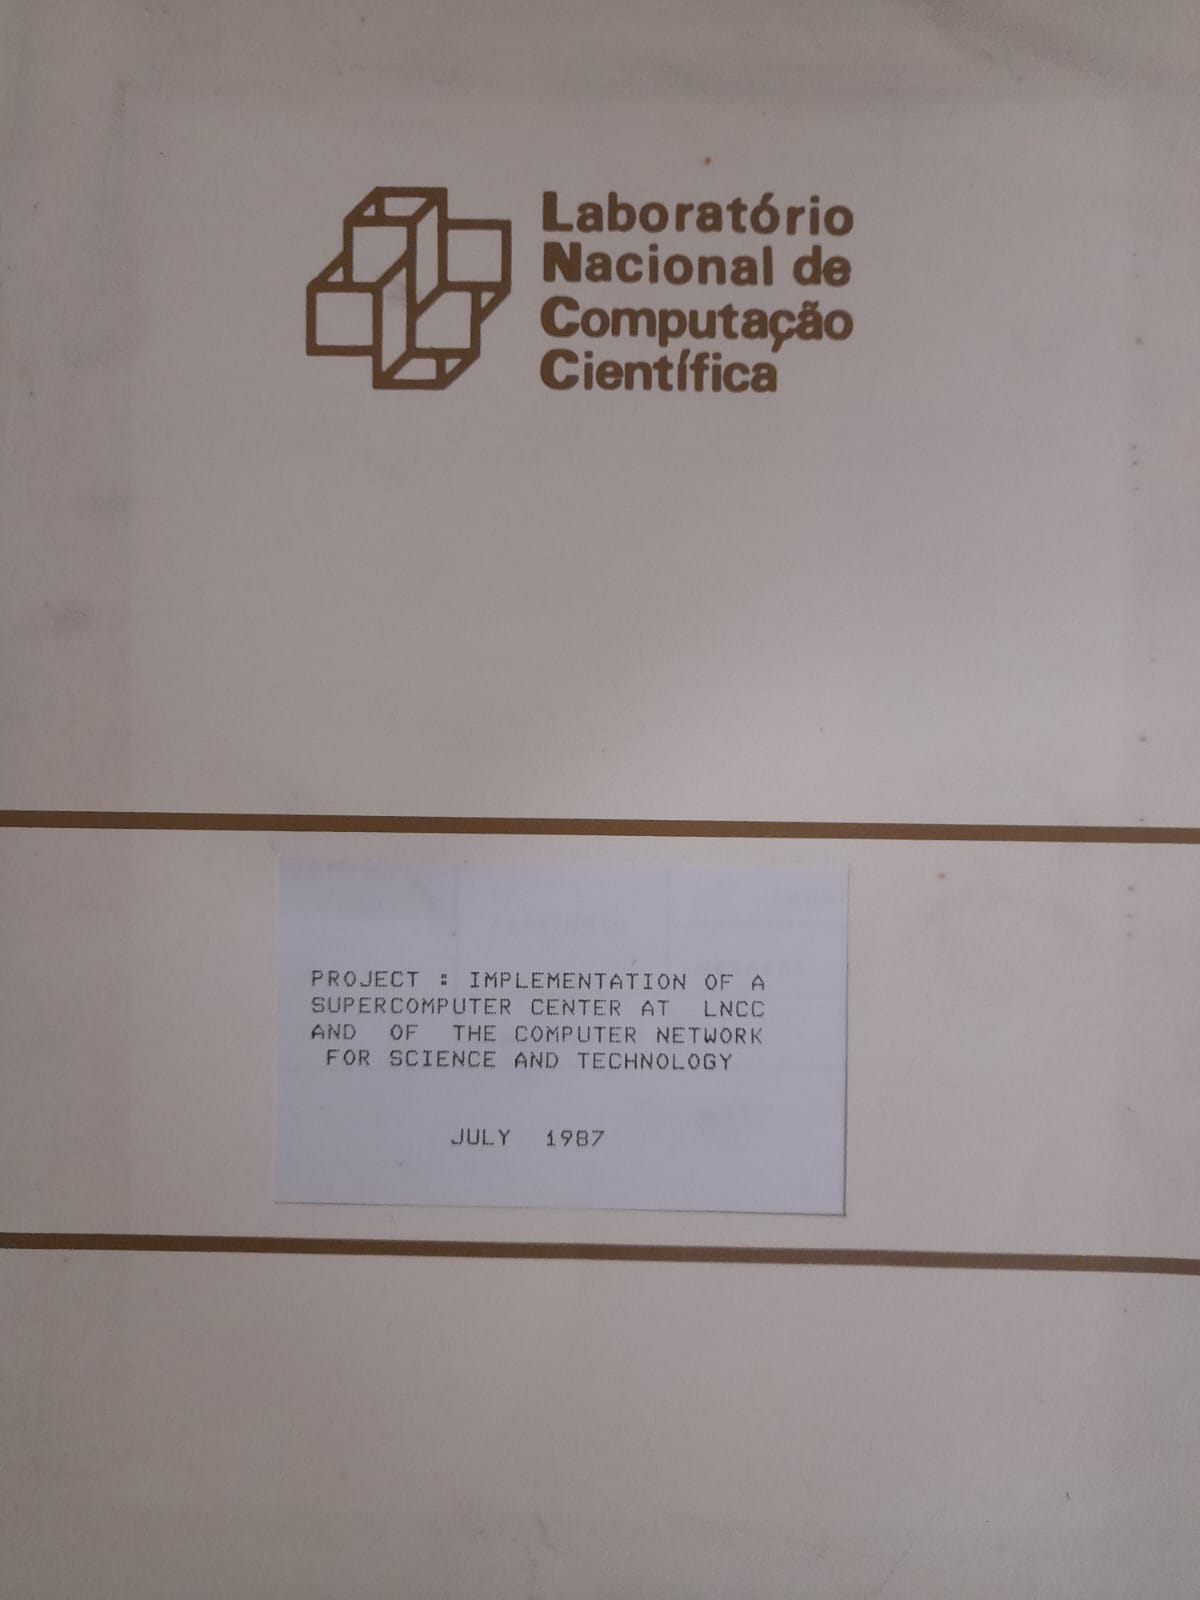 Laboratório
Nacional de
Computação
Científica
PROJECT : IMPLEMENTATION OF A
SUPERCOMPUTER CENTER AT LNCC
AND OF THE COMPUTER NETWORK
FOR SCIENCE AND TECHNOLOGY
JULY 1987